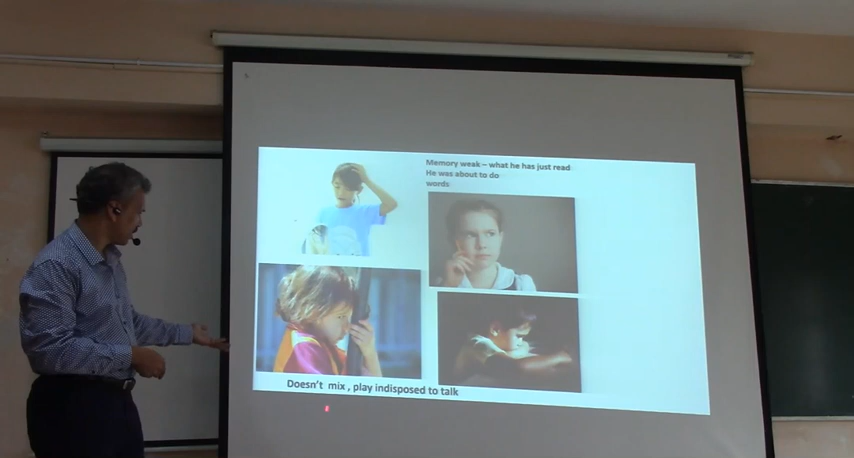 Memory weak – what he has just read
He was about to do
words
Doesn't mix , play indisposed to talk